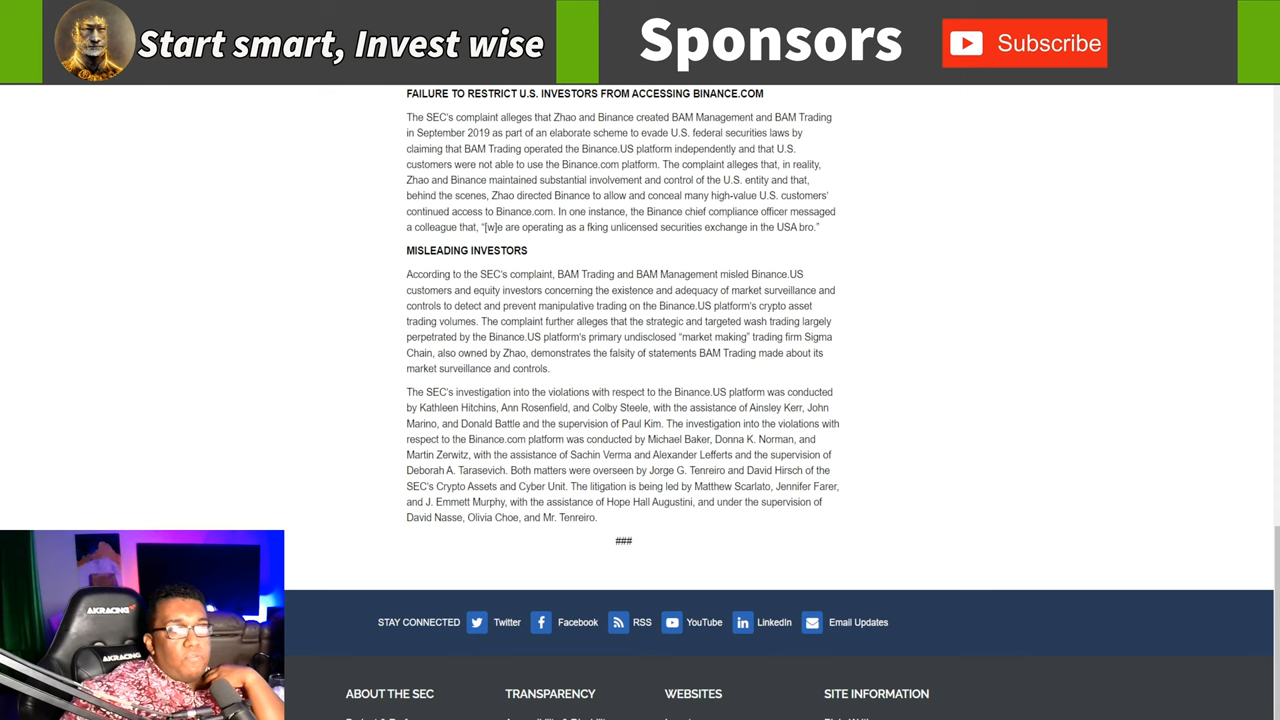 Start smart, Invest wise
Sponsors
Subscribe
FAILURE TO RESTRICT U.S. INVESTORS FROM ACCESSING BINANCE.COM
The SEC's complaint alleges that Zhao and Binance created BAM Management and BAM Trading
in September 2019 as part of an elaborate scheme to evade U.S. federal securities laws by
claiming that BAM Trading operated the Binance.US platform independently and that U.S.
customers were not able to use the Binance.com platform. The complaint alleges that, in reality,
Zhao and Binance maintained substantial involvement and control of the U.S. entity and that,
behind the scenes, Zhao directed Binance to allow and conceal many high-value U.S. customers'
continued access to Binance.com. In one instance, the Binance chief compliance officer messaged
a colleague that, “[w]e are operating as a fking unlicensed securities exchange in the USA bro.”
MISLEADING INVESTORS
According to the SEC's complaint, BAM Trading and BAM Management misled Binance.US
customers and equity investors concerning the existence and adequacy of market surveillance and
controls to detect and prevent manipulative trading on the Binance.US platform's crypto asset
trading volumes. The complaint further alleges that the strategic and targeted wash trading largely
perpetrated by the Binance.US platform's primary undisclosed “market making” trading firm Sigma
Chain, also owned by Zhao, demonstrates the falsity of statements BAM Trading made about its
market surveillance and controls.
The SEC's investigation into the violations with respect to the Binance.US platform was conducted
by Kathleen Hitchins, Ann Rosenfield, and Colby Steele, with the assistance of Ainsley Kerr, John
Marino, and Donald Battle and the supervision of Paul Kim. The investigation into the violations with
respect to the Binance.com platform was conducted by Michael Baker, Donna K. Norman, and
Martin Zerwitz, with the assistance of Sachin Verma and Alexander Lefferts and the supervision of
Deborah A. Tarasevich. Both matters were overseen by Jorge G. Tenreiro and David Hirsch of the
SEC's Crypto Assets and Cyber Unit. The litigation is being led by Matthew Scarlato, Jennifer Farer,
and J. Emmett Murphy, with the assistance of Hope Hall Augustini, and under the supervision of
David Nasse, Olivia Choe, and Mr. Tenreiro.
###
STAY CONNECTED Twitter Facebook RSS YouTube LinkedIn Email Updates
AKRACING
AKRACING
ABOUT THE SEC TRANSPARENCY WEBSITES SITE INFORMATION